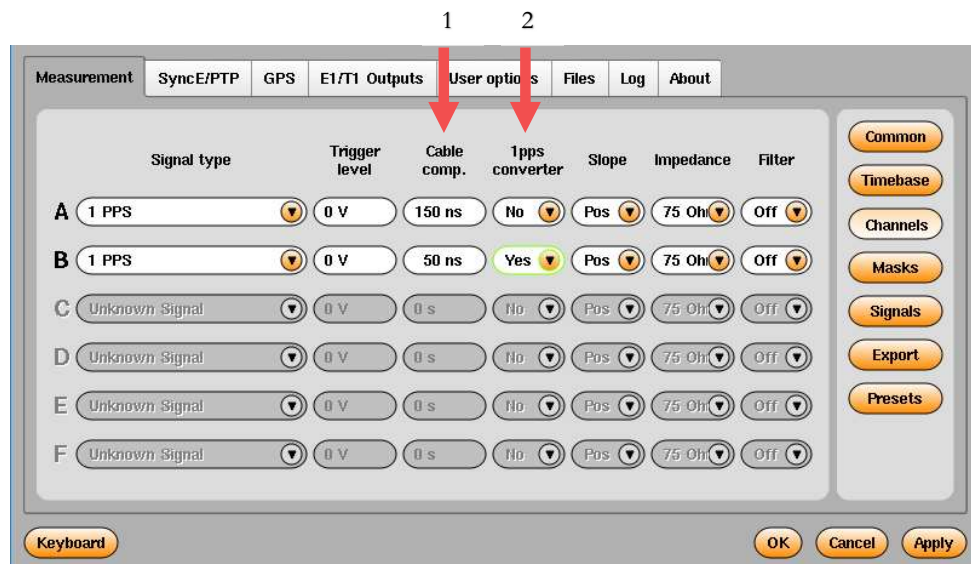 1 2
Measurement SyncE/PTP GPS E1/T1 Outputs User options Files Log About
Signal type Trigger level Cable comp. 1pps converter Slope Impedance Filter
A 1 PPS 0 V 150 ns No Pos 75 Oh Off
B 1 PPS 0 V 50 ns Yes Pos 75 Oh Off
C Unknown Signal 0 V 0 s No Pos 75 Oh Off
D Unknown Signal 0 V 0 s No Pos 75 Oh Off
E Unknown Signal 0 V 0 s No Pos 75 Oh Off
F Unknown Signal 0 V 0 s No Pos 75 Oh Off
Common
Timebase
Channels
Masks
Signals
Export
Presets
Keyboard OK Cancel Apply